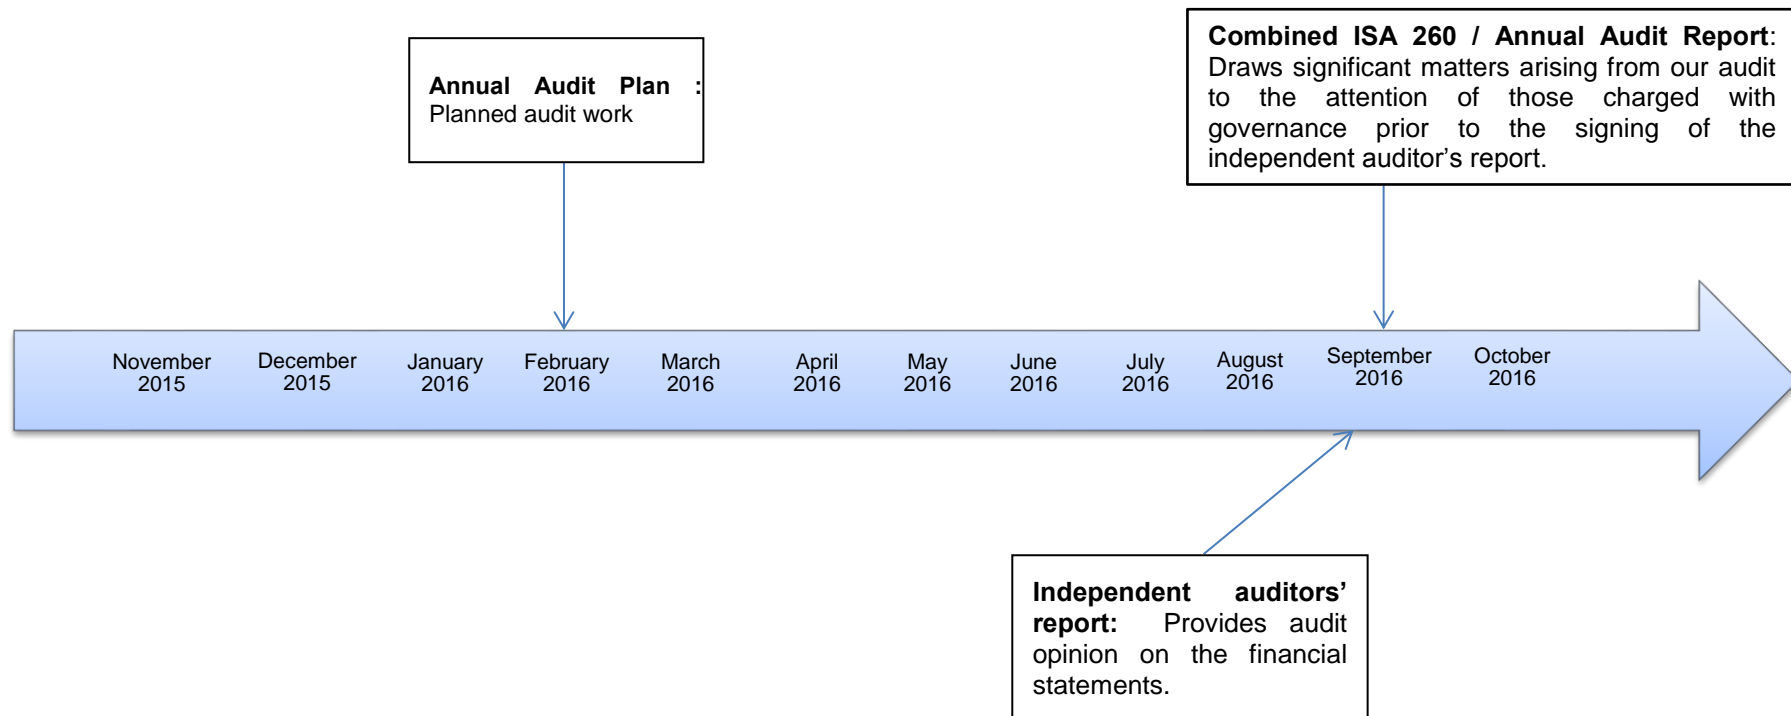 Annual Audit Plan :
Planned audit work
Combined ISA 260 / Annual Audit Report:
Draws significant matters arising from our audit
to the attention of those charged with
governance prior to the signing of the
independent auditor’s report.
November
2015
December
2015
January
2016
February
2016
March
2016
April
2016
May
2016
June
2016
July
2016
August
2016
September
2016
October
2016
Independent auditors’
report: Provides audit
opinion on the financial
statements.